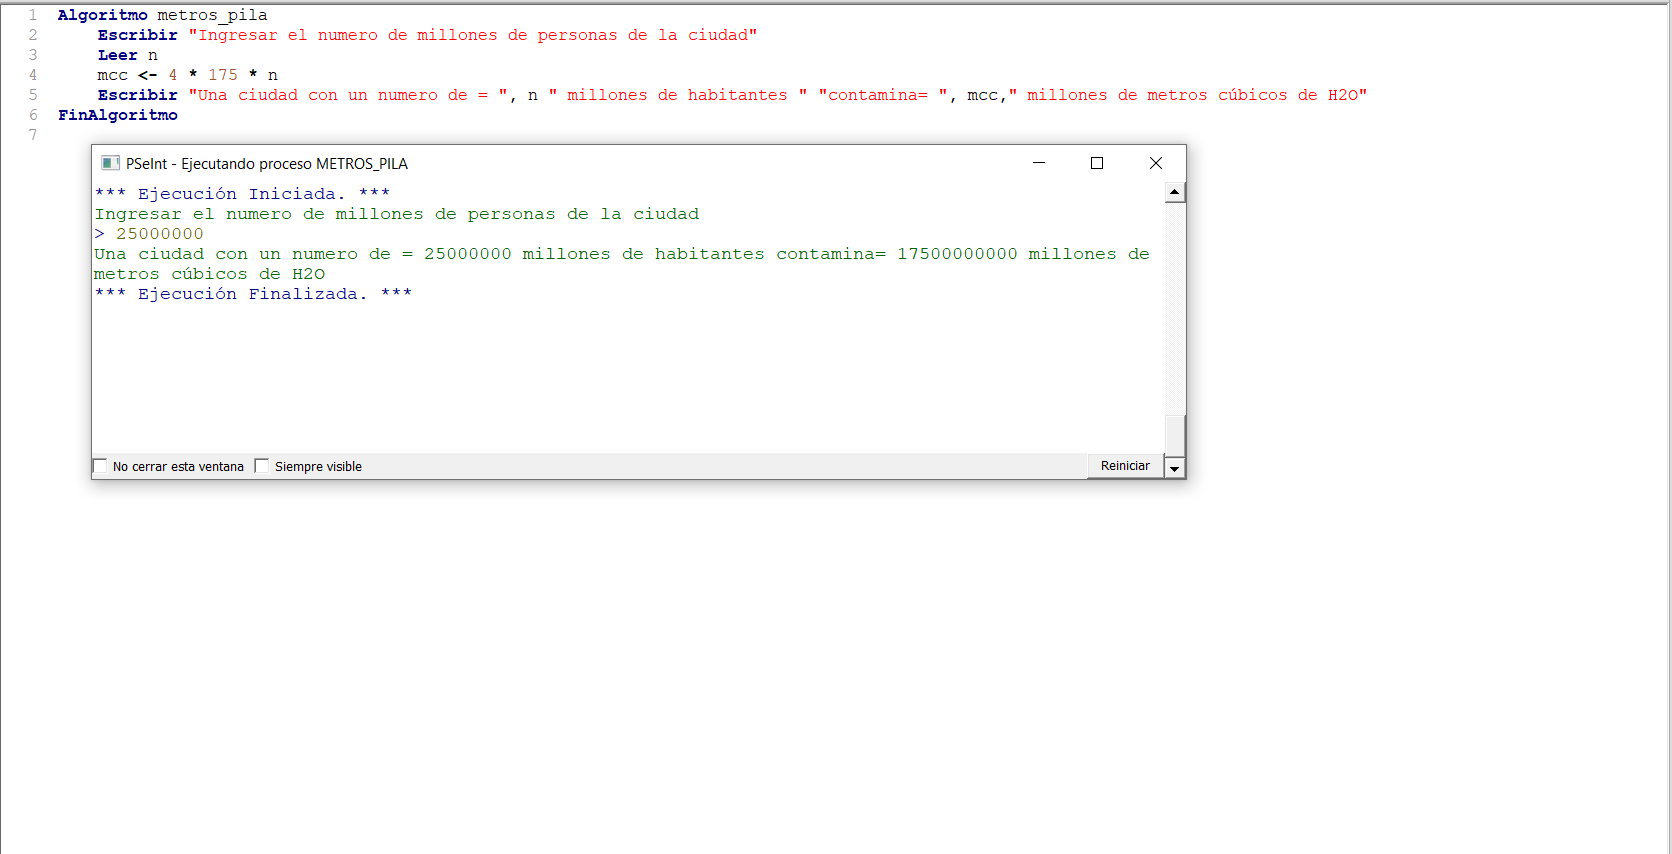 1 Algoritmo metros_pila
2 Escribir "Ingresar el numero de millones de personas de la ciudad"
3 Leer n
4 mcc <- 4 * 175 * n
5 Escribir "Una ciudad con un numero de = ", n " millones de habitantes " "contamina= ", mcc," millones de metros cúbicos de H2O"
6 FinAlgoritmo
7
PSeInt - Ejecutando proceso METROS_PILA
*** Ejecución Iniciada. ***
Ingresar el numero de millones de personas de la ciudad
> 25000000
Una ciudad con un numero de = 25000000 millones de habitantes contamina= 17500000000 millones de
metros cúbicos de H2O
*** Ejecución Finalizada. ***
No cerrar esta ventana Siempre visible Reiniciar